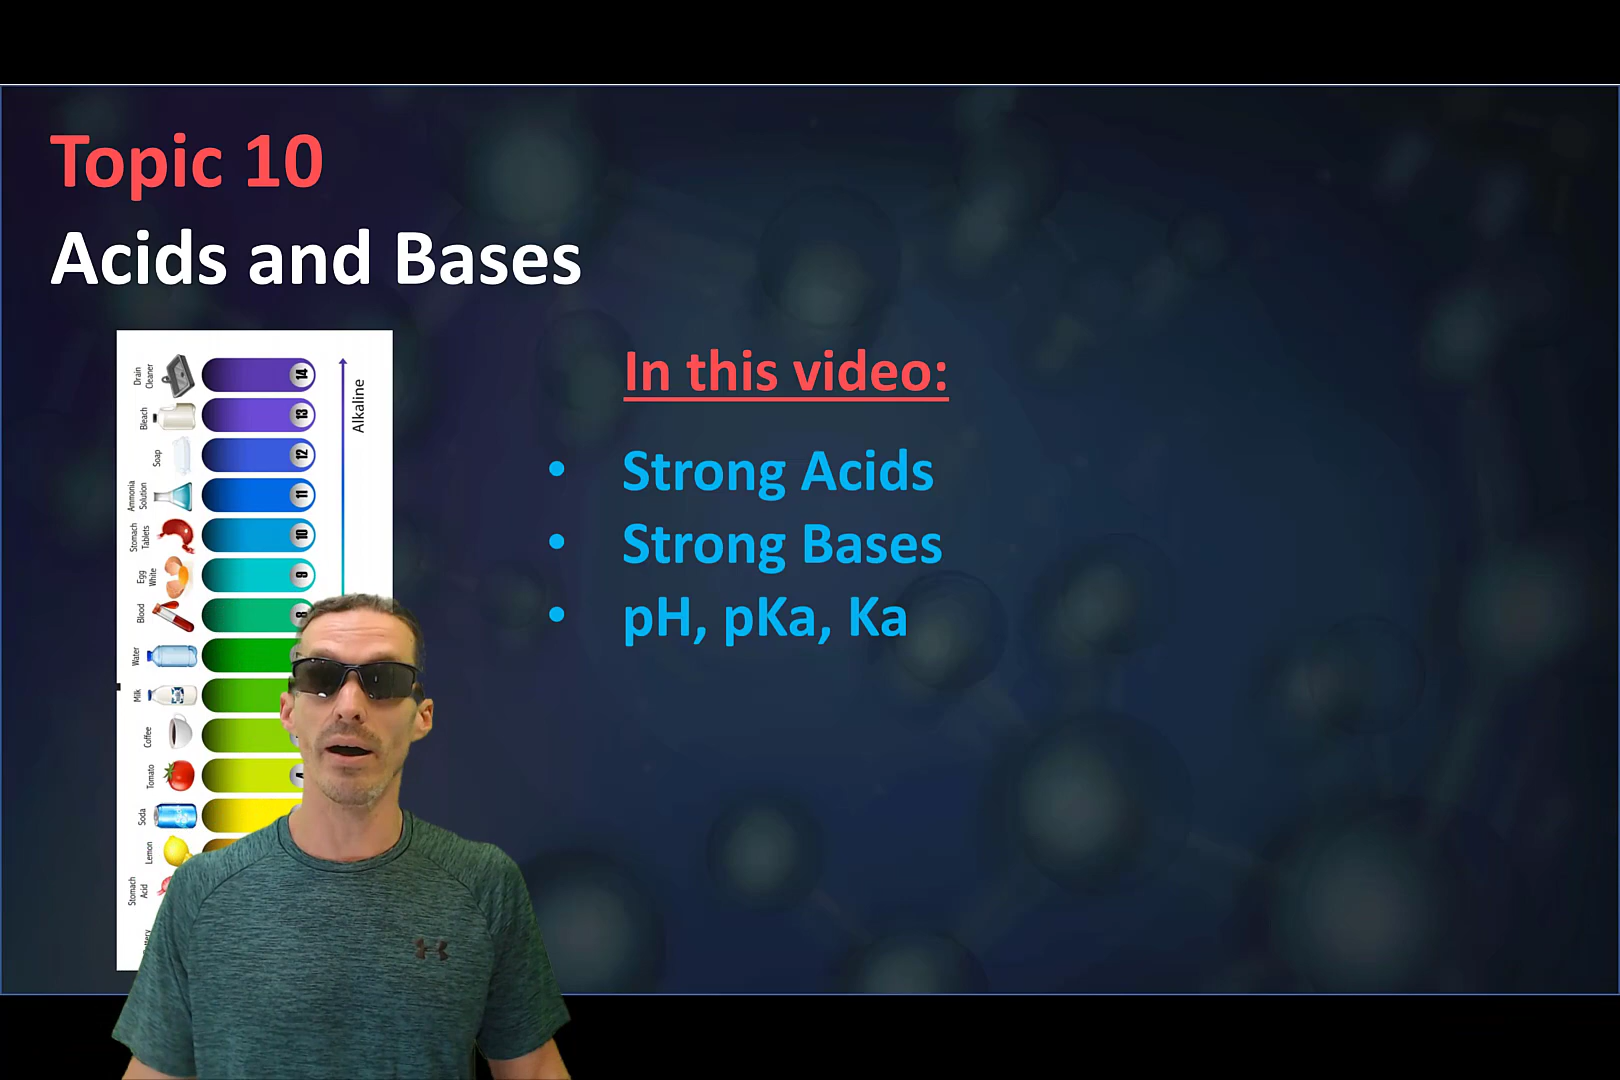 Topic 10
Acids and Bases
In this video:
• Strong Acids
• Strong Bases
• pH, pKa, Ka
Drain
Cleaner
14
Bleach
13
Soap
12
Ammonia
Solution
11
Stomach
Tablets
10
Egg
White
9
Blood
8
Water
Milk
Coffee
Tomato
4
Soda
Lemon
Stomach
Acid
Alkaline